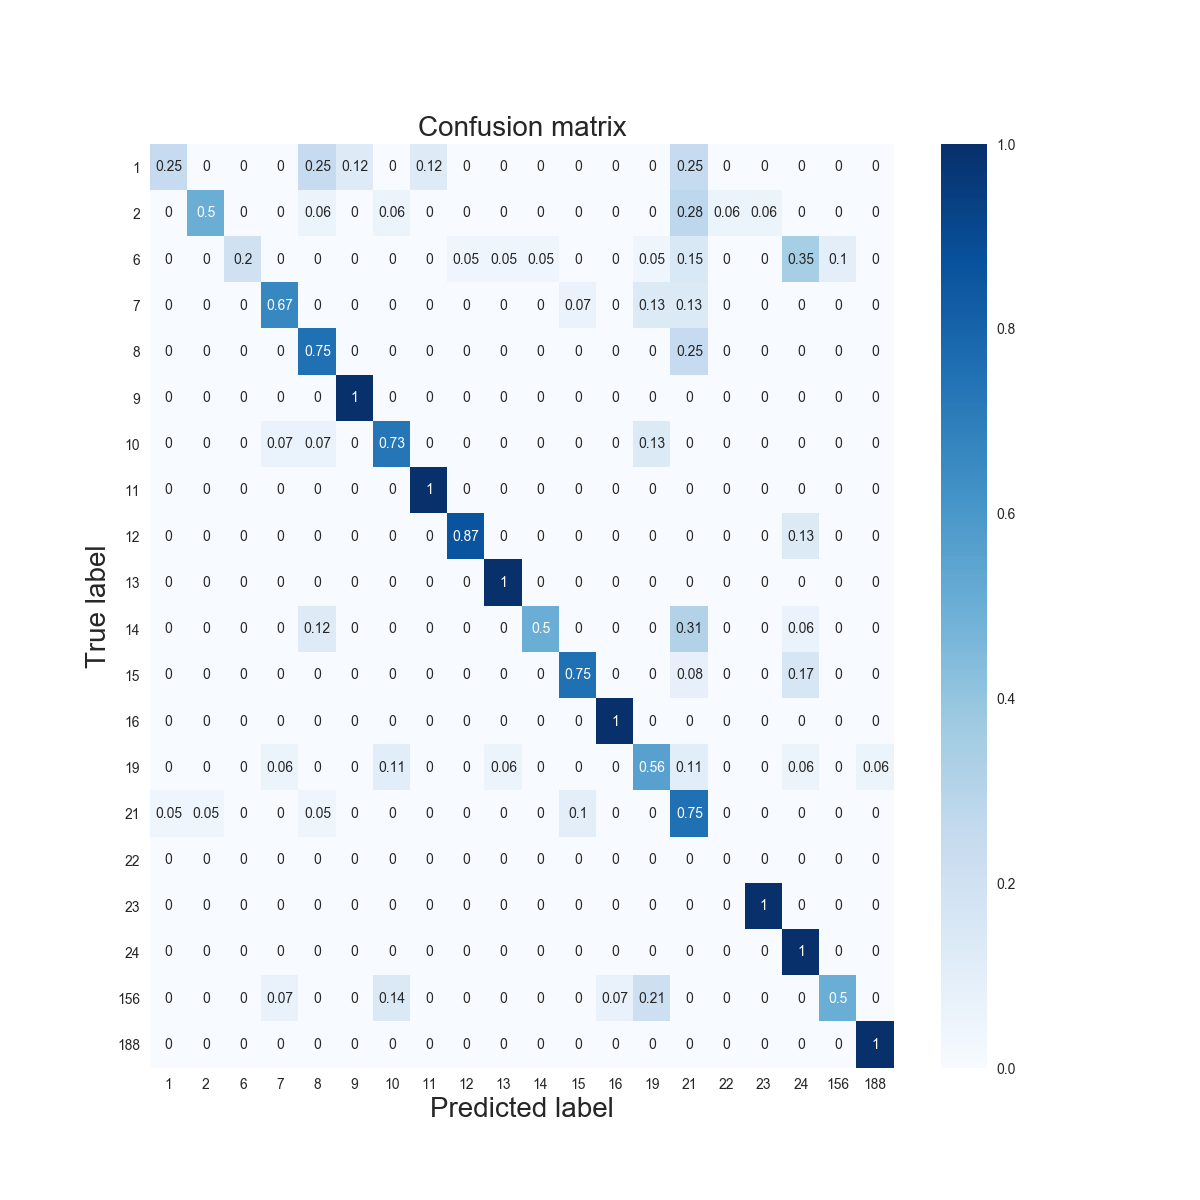 Confusion matrix
1 0.25 0 0 0 0.25 0.12 0 0.12 0 0 0 0 0 0 0.25 0 0 0 0 0 1.0
2 0 0.5 0 0 0.06 0 0.06 0 0 0 0 0 0 0 0.28 0.06 0.06 0 0 0
6 0 0 0.2 0 0 0 0 0 0.05 0.05 0.05 0 0 0.05 0.15 0 0 0.35 0.1 0
7 0 0 0 0.67 0 0 0 0 0 0 0 0.07 0 0.13 0.13 0 0 0 0 0
0.8
8 0 0 0 0 0.75 0 0 0 0 0 0 0 0 0 0.25 0 0 0 0 0
9 0 0 0 0 0 1 0 0 0 0 0 0 0 0 0 0 0 0 0 0
10 0 0 0 0.07 0.07 0 0.73 0 0 0 0 0 0 0.13 0 0 0 0 0 0
11 0 0 0 0 0 0 0 1 0 0 0 0 0 0 0 0 0 0 0 0
0.6
12 0 0 0 0 0 0 0 0 0.87 0 0 0 0 0 0 0 0 0.13 0 0
13 0 0 0 0 0 0 0 0 0 1 0 0 0 0 0 0 0 0 0 0
True label
14 0 0 0 0 0.12 0 0 0 0 0 0.5 0 0 0 0.31 0 0 0.06 0 0
15 0 0 0 0 0 0 0 0 0 0 0 0.75 0 0 0.08 0 0 0.17 0 0
0.4
16 0 0 0 0 0 0 0 0 0 0 0 0 1 0 0 0 0 0 0 0
19 0 0 0 0.06 0 0 0.11 0 0 0.06 0 0 0 0.56 0.11 0 0 0.06 0 0.06
21 0.05 0.05 0 0 0.05 0 0 0 0 0 0 0.1 0 0 0.75 0 0 0 0 0
22 0 0 0 0 0 0 0 0 0 0 0 0 0 0 0 0 0 0 0 0
0.2
23 0 0 0 0 0 0 0 0 0 0 0 0 0 0 0 0 1 0 0 0
24 0 0 0 0 0 0 0 0 0 0 0 0 0 0 0 0 0 1 0 0
156 0 0 0 0.07 0 0 0.14 0 0 0 0 0 0.07 0.21 0 0 0 0 0.5 0
188 0 0 0 0 0 0 0 0 0 0 0 0 0 0 0 0 0 0 0 1
0.0
1 2 6 7 8 9 10 11 12 13 14 15 16 19 21 22 23 24 156 188
Predicted label